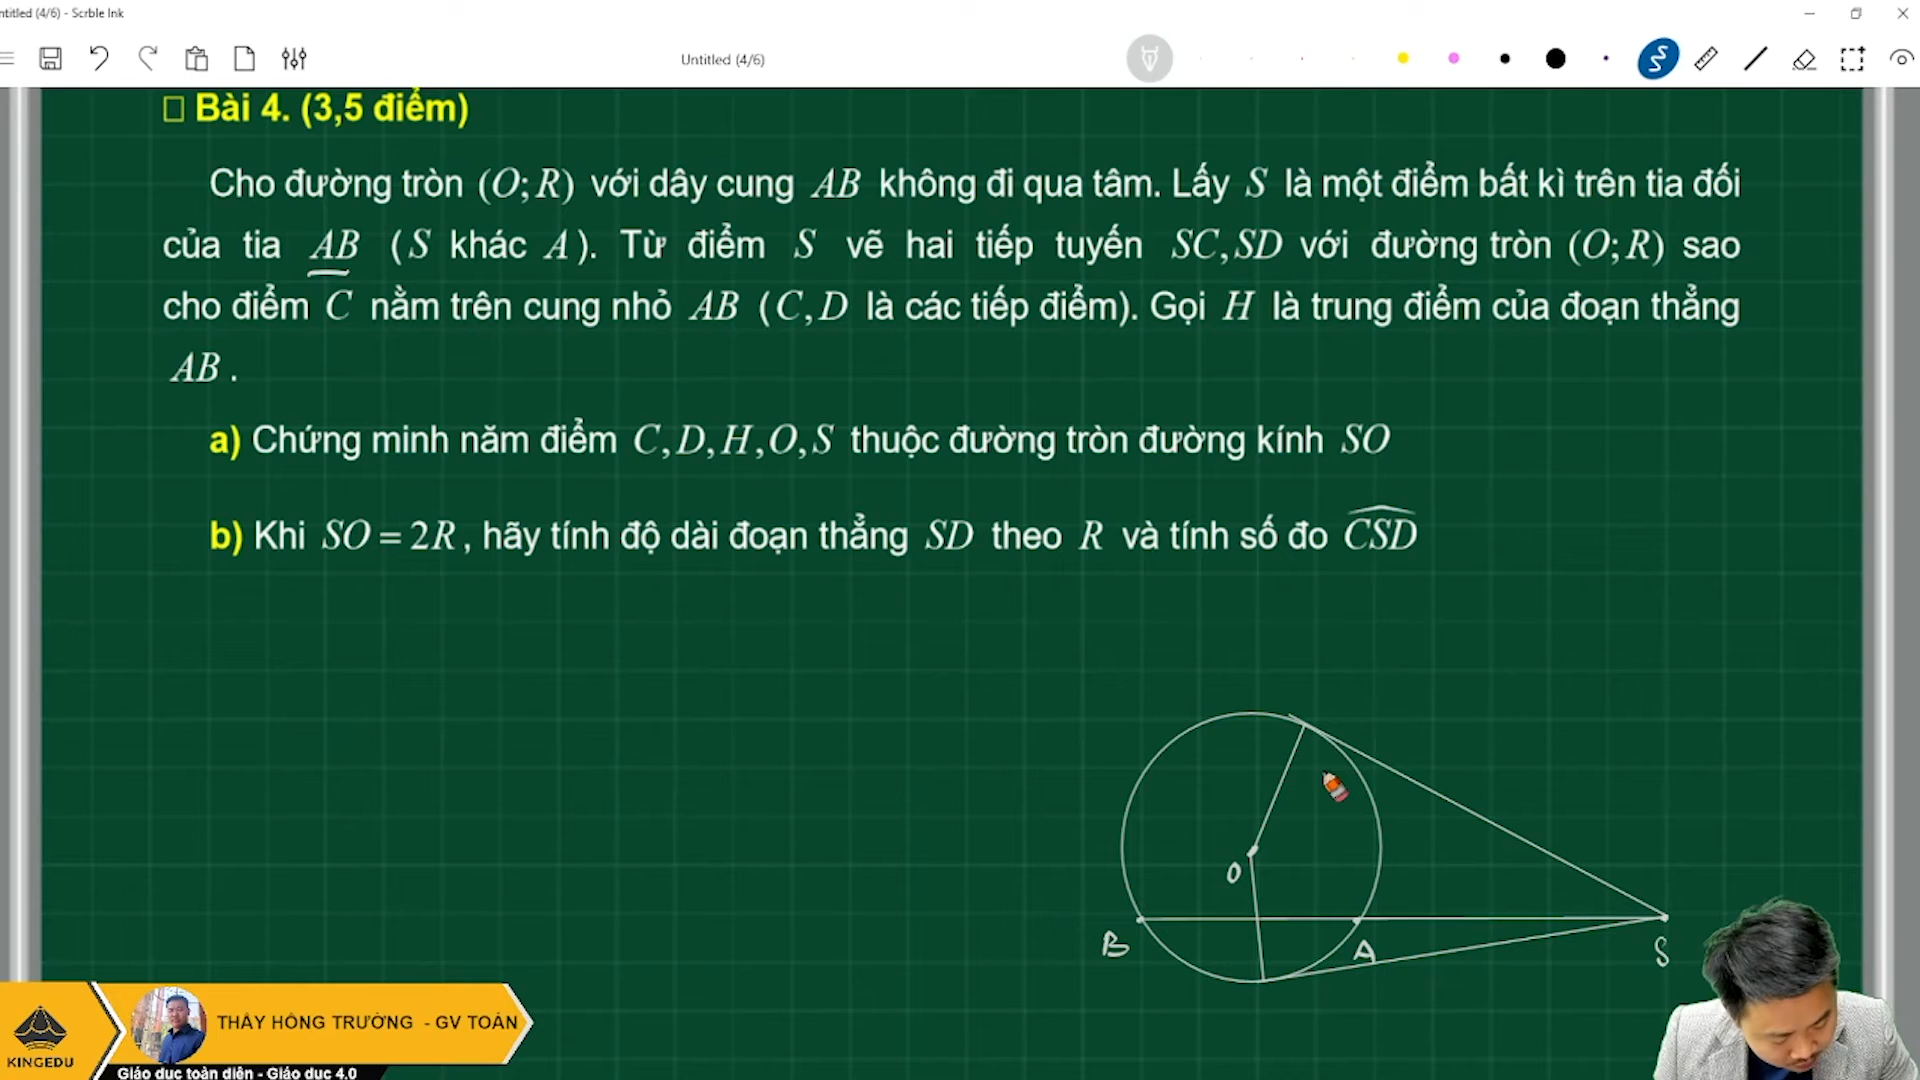 ntitled (4/6) - Scrble Ink
Untitled (4/6)
Bài 4. (3,5 điểm)
Cho đường tròn (O; R) với dây cung AB không đi qua tâm. Lấy S là một điểm bất kì trên tia đối
của tia AB (S khác A). Từ điểm S vẽ hai tiếp tuyến SC, SD với đường tròn (O; R) sao
cho điểm C nằm trên cung nhỏ AB (C, D là các tiếp điểm). Gọi H là trung điểm của đoạn thẳng
AB.
a) Chứng minh năm điểm C, D, H, O, S thuộc đường tròn đường kính SO
b) Khi SO = 2R, hãy tính độ dài đoạn thẳng SD theo R và tính số đo \widehat{CSD}
O
B
A
S
THẦY HỒNG TRƯỜNG - GV TOÁN
KINGEDU
Giáo dục toàn diện - Giáo dục 4.0